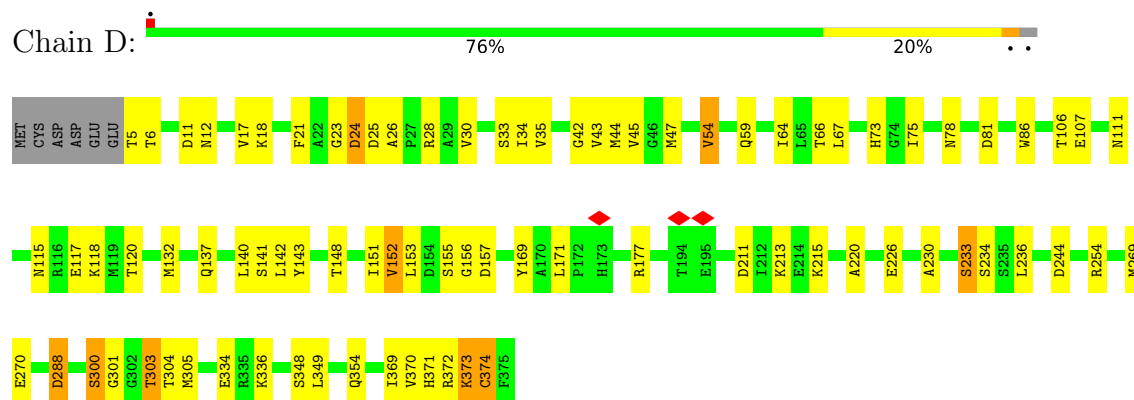 Chain D:
76% 20%
MET CYS ASP ASP GLU GLU T5 T6 D11 N12 V17 K18 F21 A22 G23 D24 D25 A26 P27 R28 A29 V30 S33 I34 V35 G42 V43 M44 V45 G46 M47 V54 Q59 I64 L65 T66 L67 H73 G74 I75 N78 D81 W86 T106 E107 N111
N115 R116 E117 K118 M119 T120 M132 Q137 L140 S141 L142 Y143 T148 I151 V152 L153 D154 S155 G156 D157 Y169 A170 L171 P172 H173 R177 T194 E195 D211 I212 K213 E214 K215 A220 E226 A230 S233 S234 S235 L236 D244 R254 M269
E270 D288 S300 G301 G302 T303 T304 M305 E334 R335 K336 S348 L349 Q354 I369 V370 H371 R372 K373 C374 F375